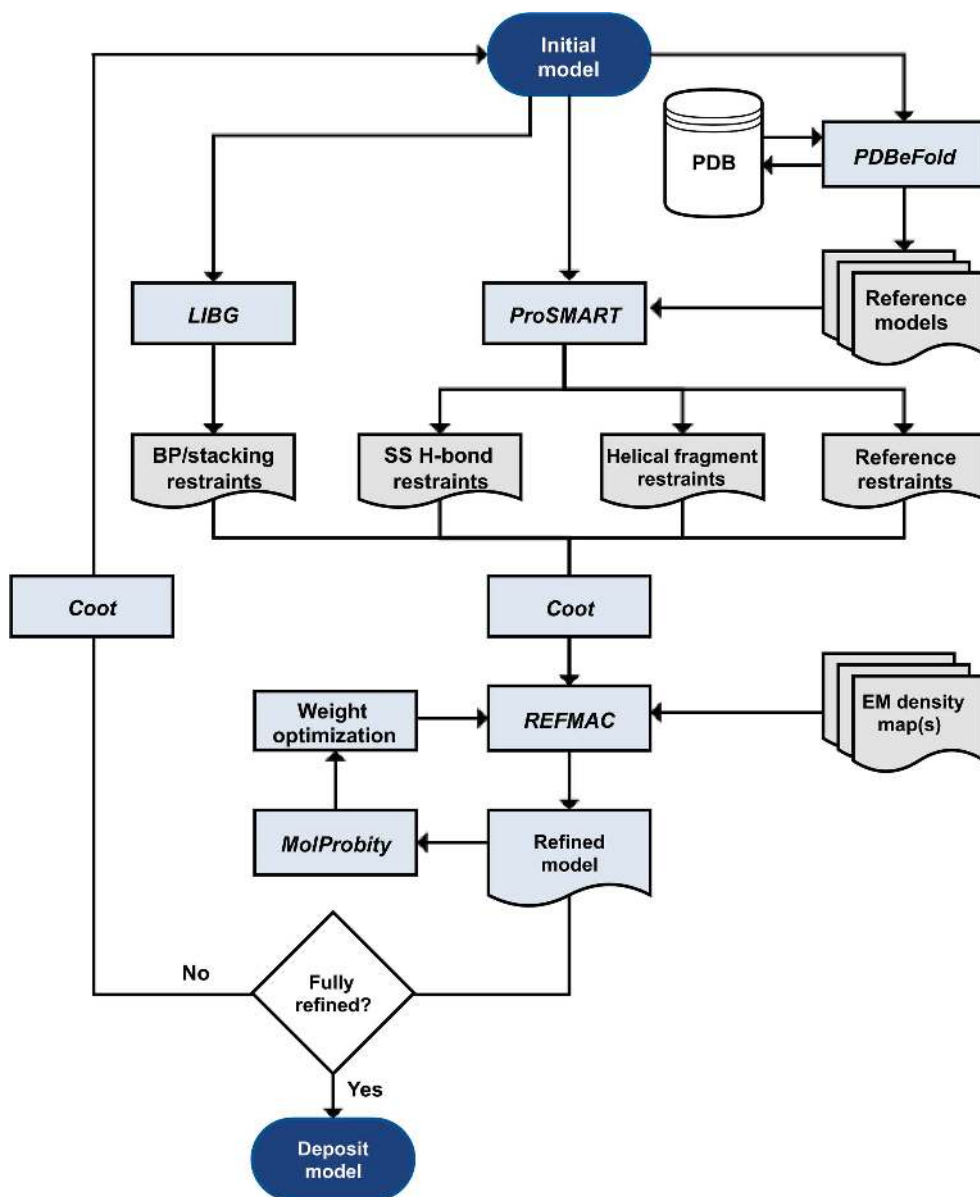 Initial
model
PDB
PDBeFold
LIBG
ProSMART
Reference
models
BP/stacking
restraints
SS H-bond
restraints
Helical fragment
restraints
Reference
restraints
Coot
Coot
Weight
optimization
REFMAC
EM density
map(s)
MolProbity
Refined
model
No
Fully
refined?
Yes
Deposit
model